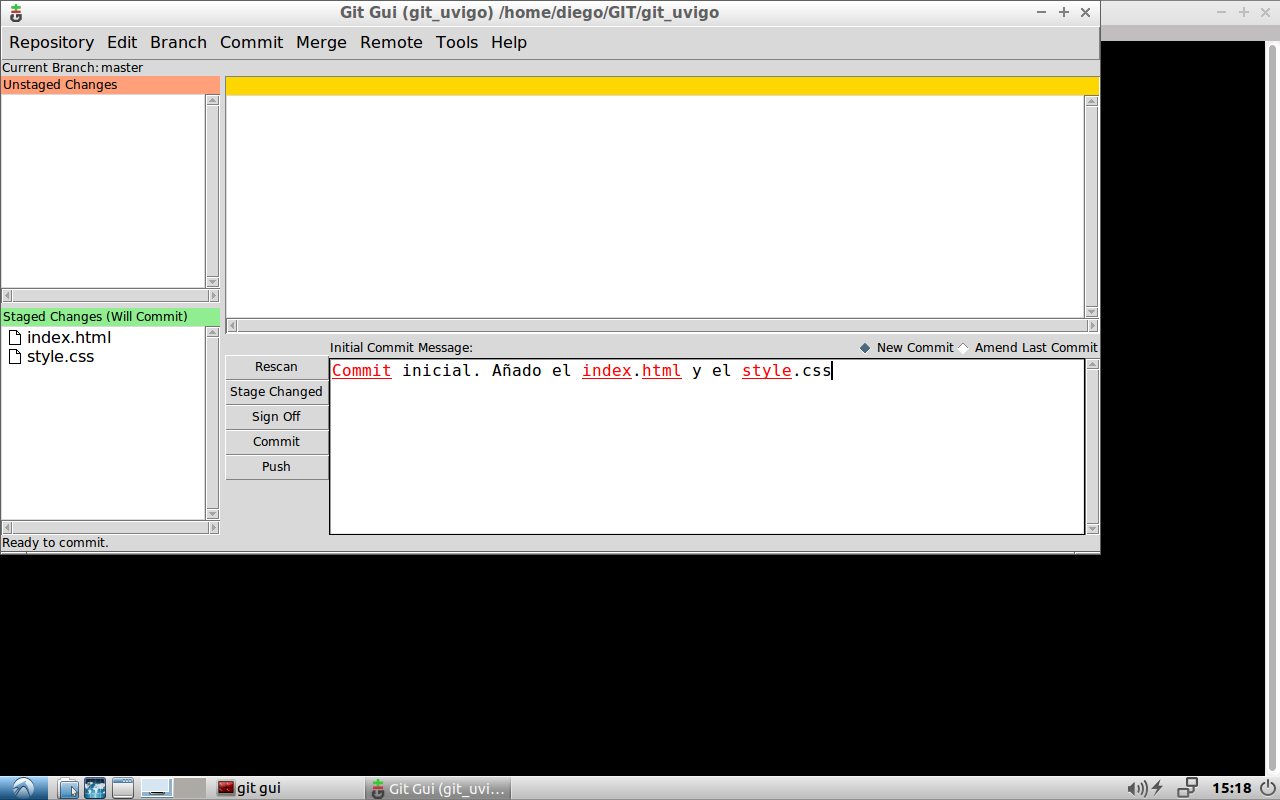 Git Gui (git_uvigo) /home/diego/GIT/git_uvigo
Repository Edit Branch Commit Merge Remote Tools Help
Current Branch: master
Unstaged Changes
Staged Changes (Will Commit)
index.html
style.css
Initial Commit Message:
New Commit
Amend Last Commit
Rescan
Stage Changed
Sign Off
Commit
Push
Commit inicial. Añado el index.html y el style.css
Ready to commit.
git gui
Git Gui (git_uvi...
15:18